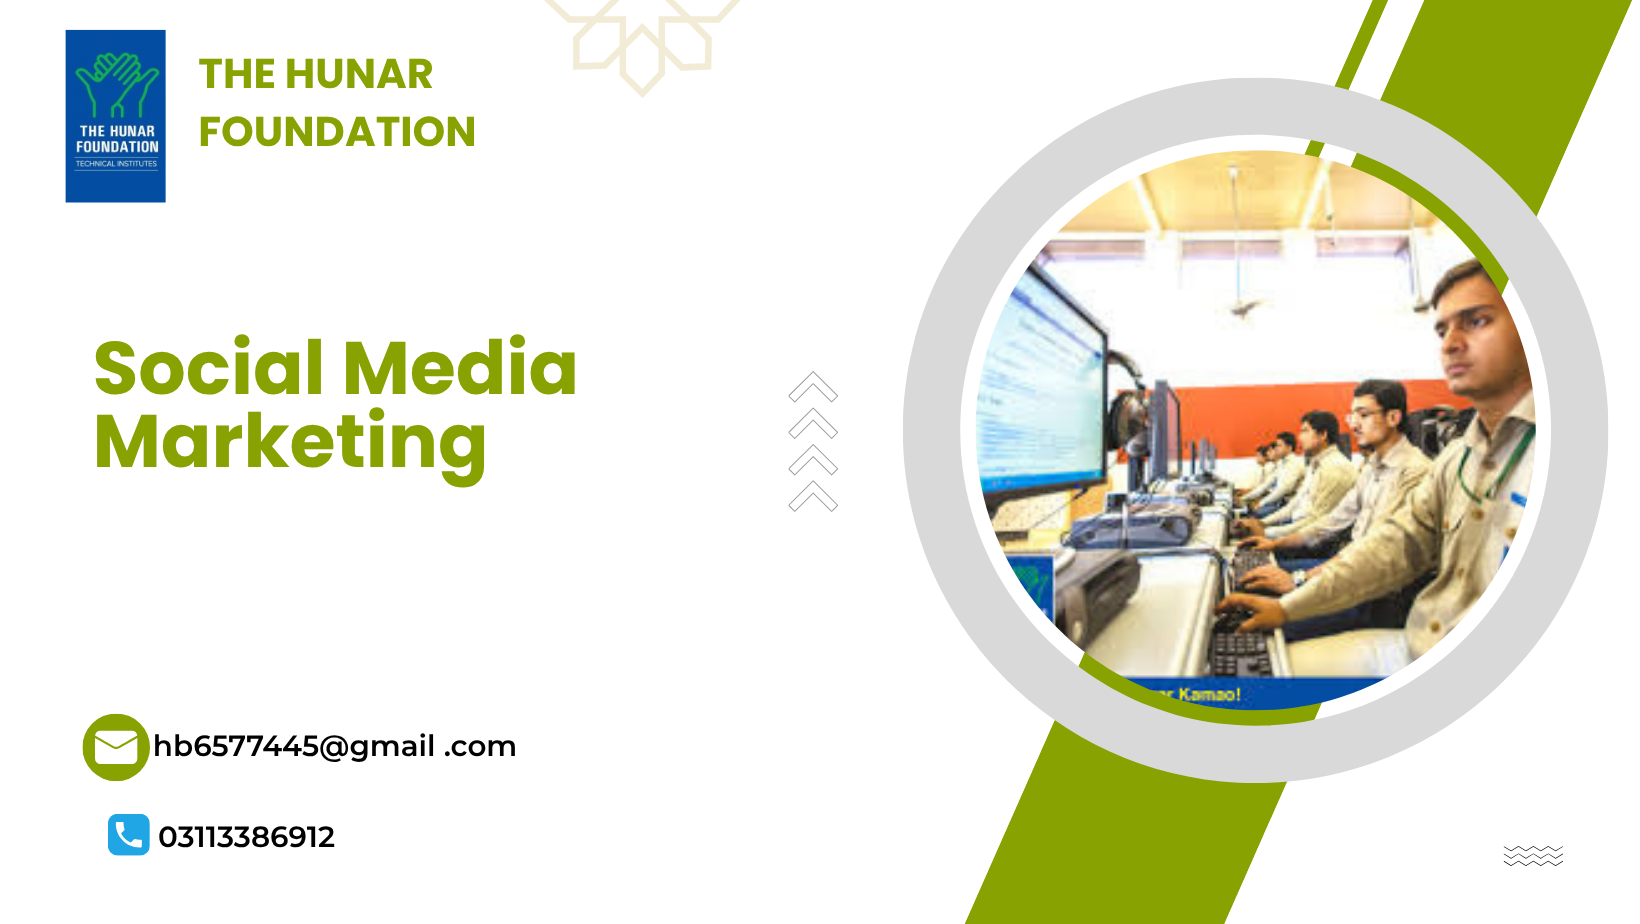 THE HUNAR
FOUNDATION
TECHNICAL INSTITUTES
THE HUNAR
FOUNDATION
Social Media
Marketing
hb6577445@gmail .com
03113386912
Kamao!